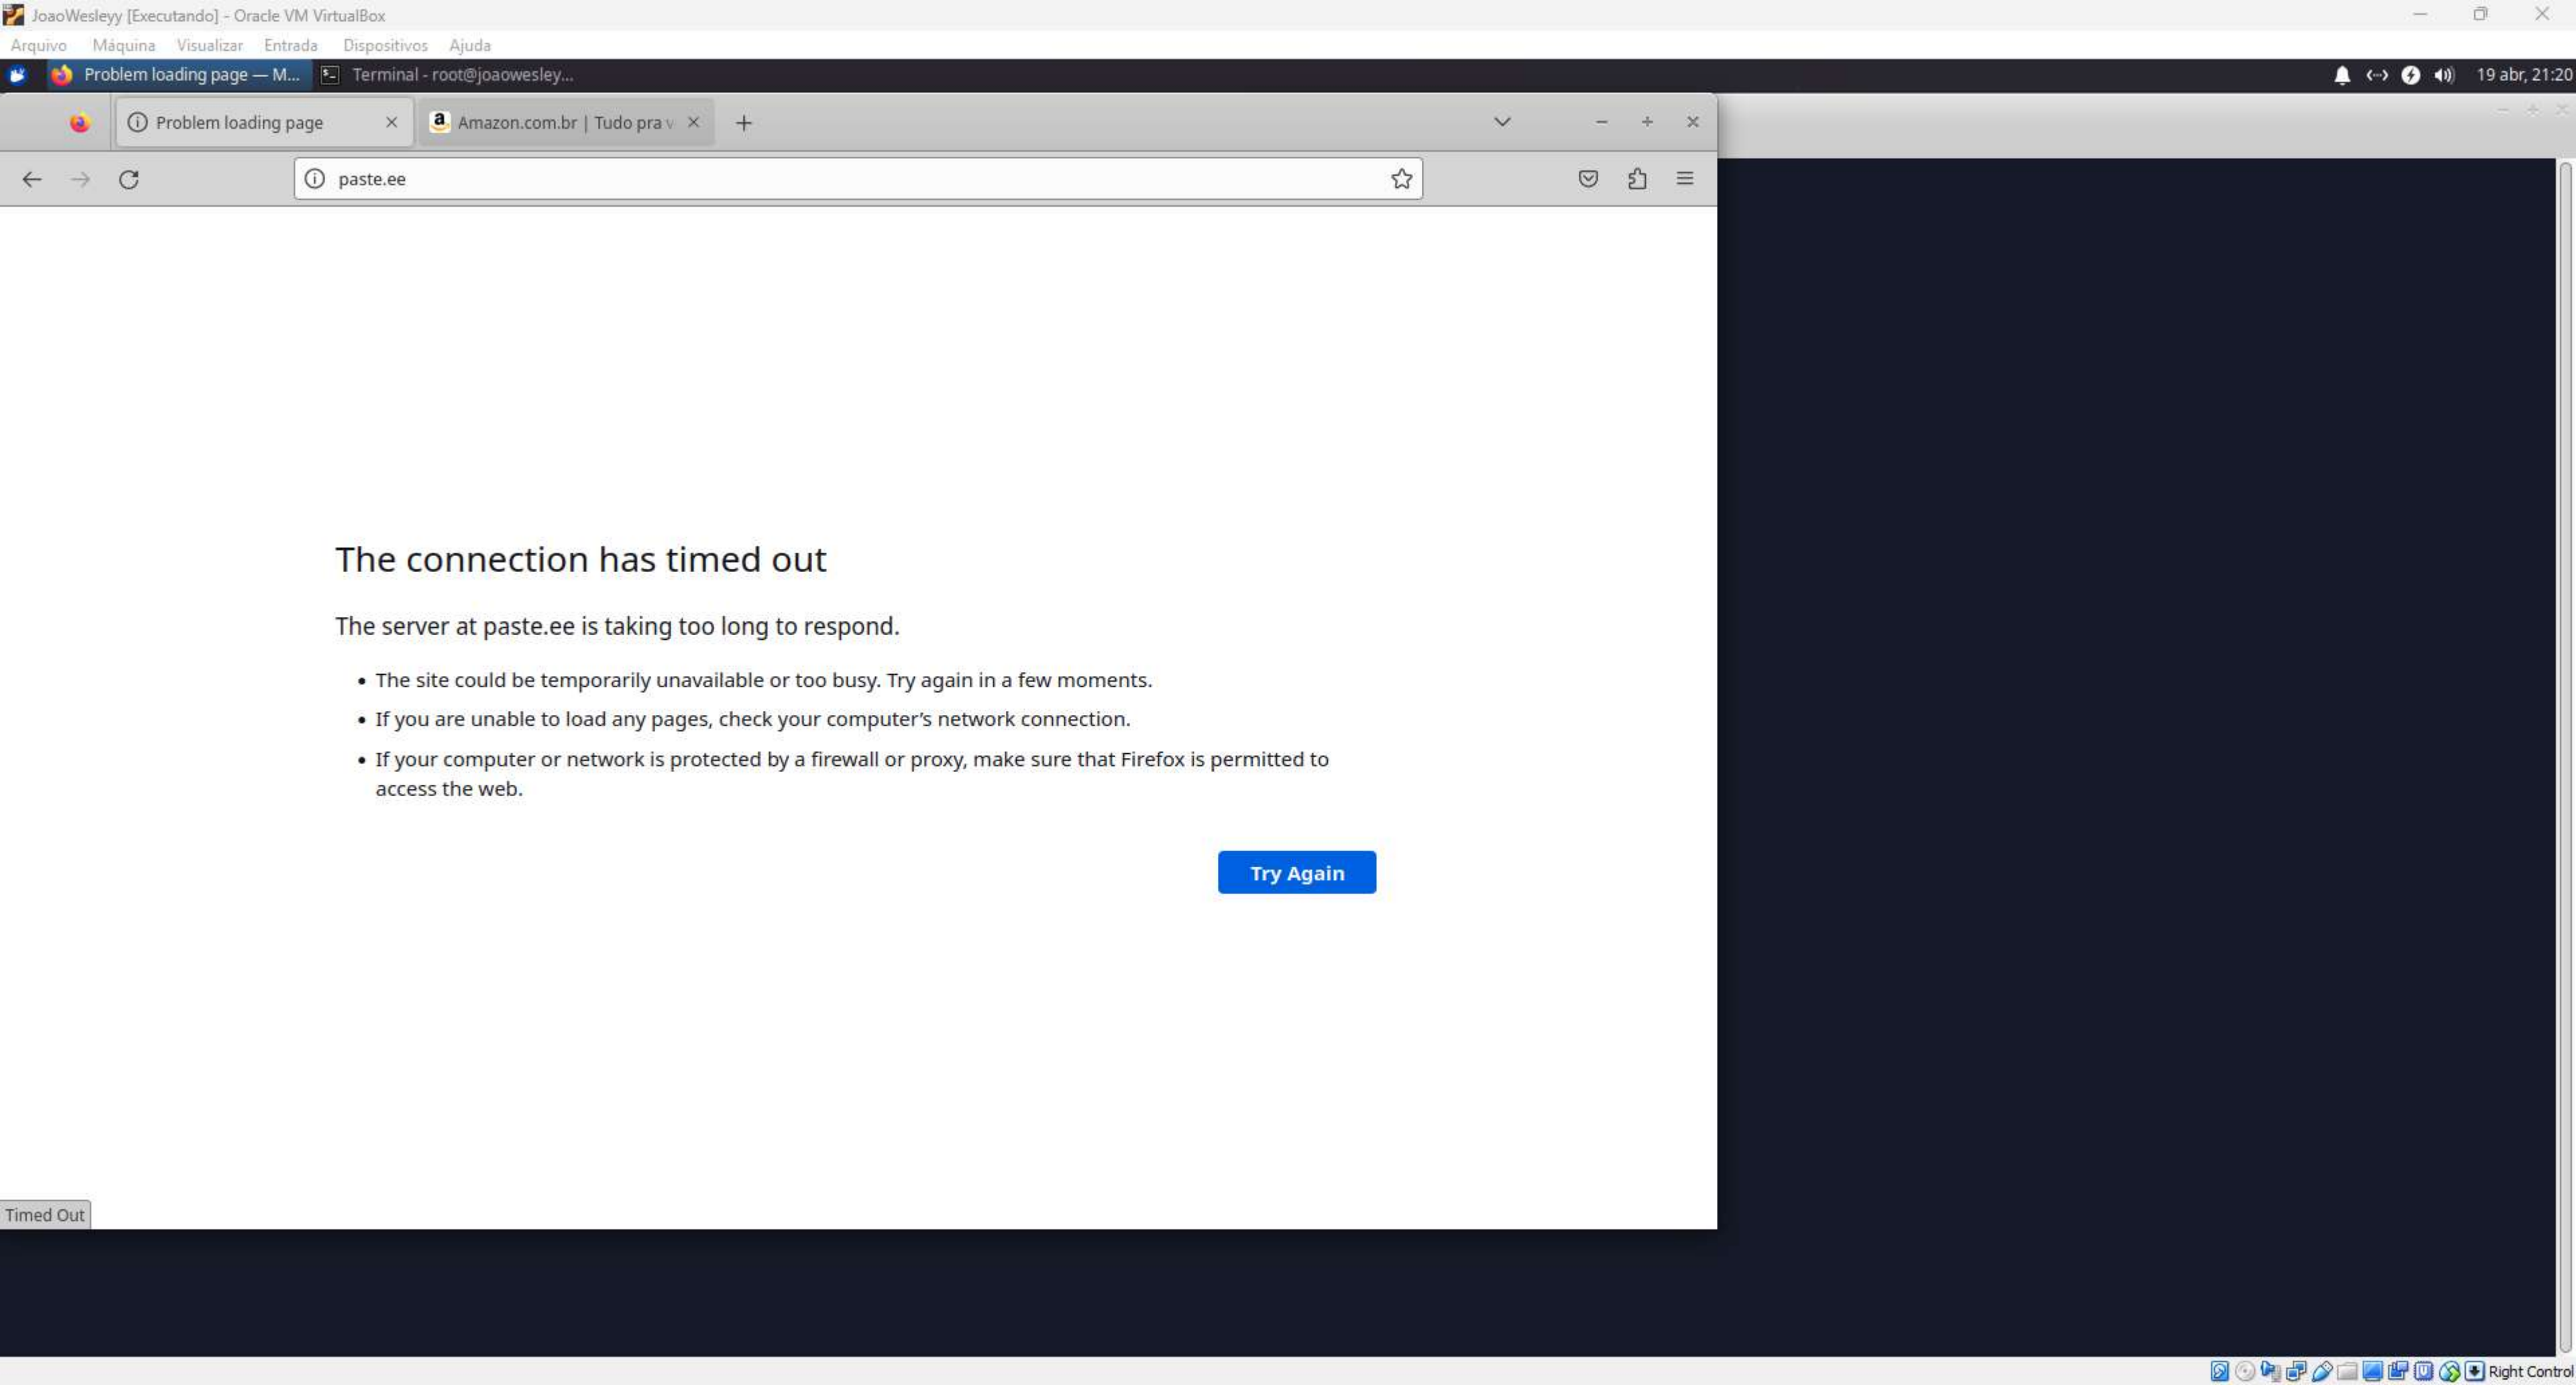 JoaoWesleyy [Executando] - Oracle VM VirtualBox
Arquivo Máquina Visualizar Entrada Dispositivos Ajuda
Problem loading page — M... Terminal - root@joaowesley... 19 abr, 21:20
Problem loading page Amazon.com.br | Tudo pra v
paste.ee
The connection has timed out
The server at paste.ee is taking too long to respond.
• The site could be temporarily unavailable or too busy. Try again in a few moments.
• If you are unable to load any pages, check your computer’s network connection.
• If your computer or network is protected by a firewall or proxy, make sure that Firefox is permitted to
access the web.
Try Again
Timed Out
Right Control